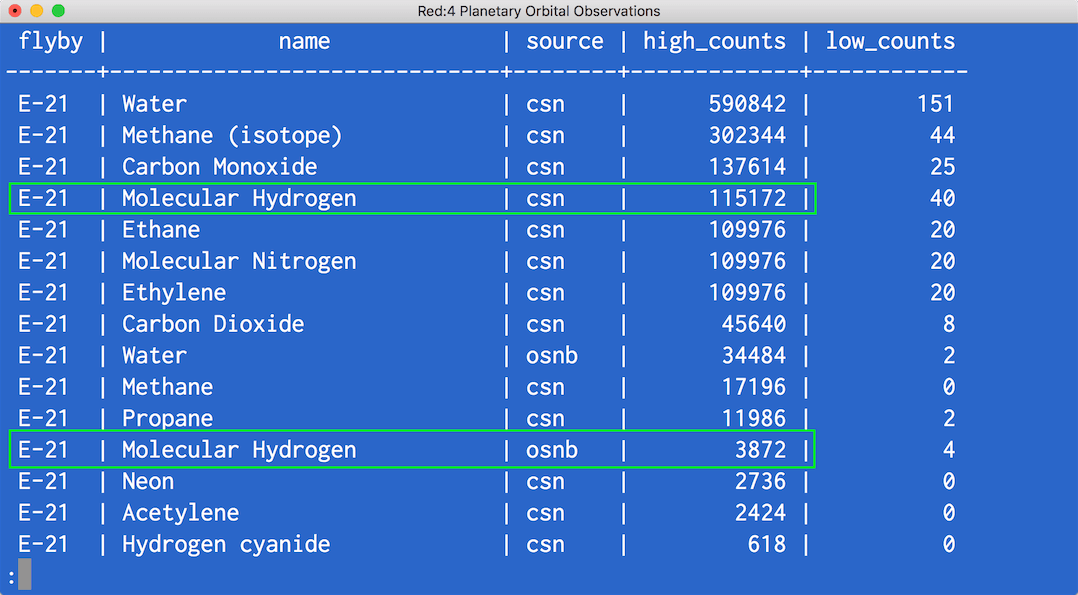 Red:4 Planetary Orbital Observations
flyby | name | source | high_counts | low_counts
-------+------------------------------+--------+-------------+------------
E-21 | Water | csn | 590842 | 151
E-21 | Methane (isotope) | csn | 302344 | 44
E-21 | Carbon Monoxide | csn | 137614 | 25
E-21 | Molecular Hydrogen | csn | 115172 | 40
E-21 | Ethane | csn | 109976 | 20
E-21 | Molecular Nitrogen | csn | 109976 | 20
E-21 | Ethylene | csn | 109976 | 20
E-21 | Carbon Dioxide | csn | 45640 | 8
E-21 | Water | osnb | 34484 | 2
E-21 | Methane | csn | 17196 | 0
E-21 | Propane | csn | 11986 | 2
E-21 | Molecular Hydrogen | osnb | 3872 | 4
E-21 | Neon | csn | 2736 | 0
E-21 | Acetylene | csn | 2424 | 0
E-21 | Hydrogen cyanide | csn | 618 | 0
: